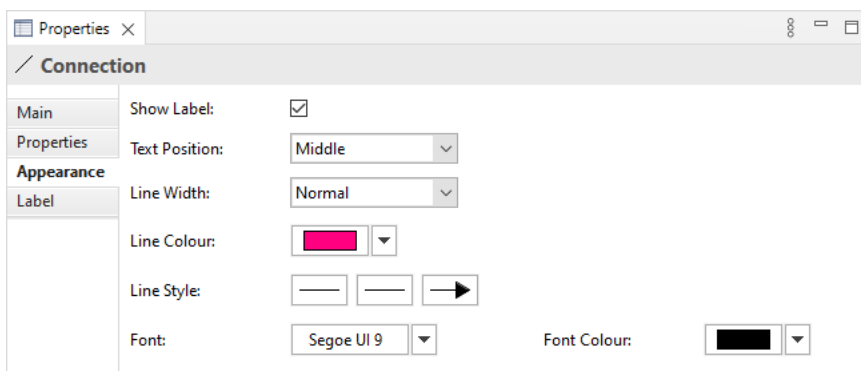 Properties
Connection
Main
Properties
Appearance
Label
Show Label:
Text Position: Middle
Line Width: Normal
Line Colour:
Line Style:
Font: Segoe UI 9 Font Colour: